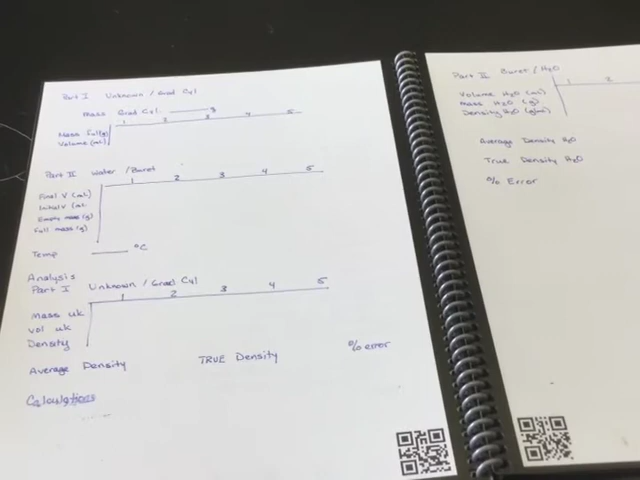 Part I Unknown / Grad Cyl
Mass Grad Cyl. ______ g
1 2 3 4 5
Mass Full(g)
Volume (mL)
Part II Water / Buret
1 2 3 4 5
Final V (mL)
Initial V (mL
Empty mass (g)
Full mass (g)
Temp ______ °C
Analysis
Part I Unknown / Grad Cyl
1 2 3 4 5
Mass uk
Vol uk
Density
Average Density TRUE Density % error
Calculations
Part II Buret / H2O
1 2
Volume H2O (ml)
Mass H2O (g)
Density H2O (g/ml)
Average Density H2O
True Density H2O
% Error